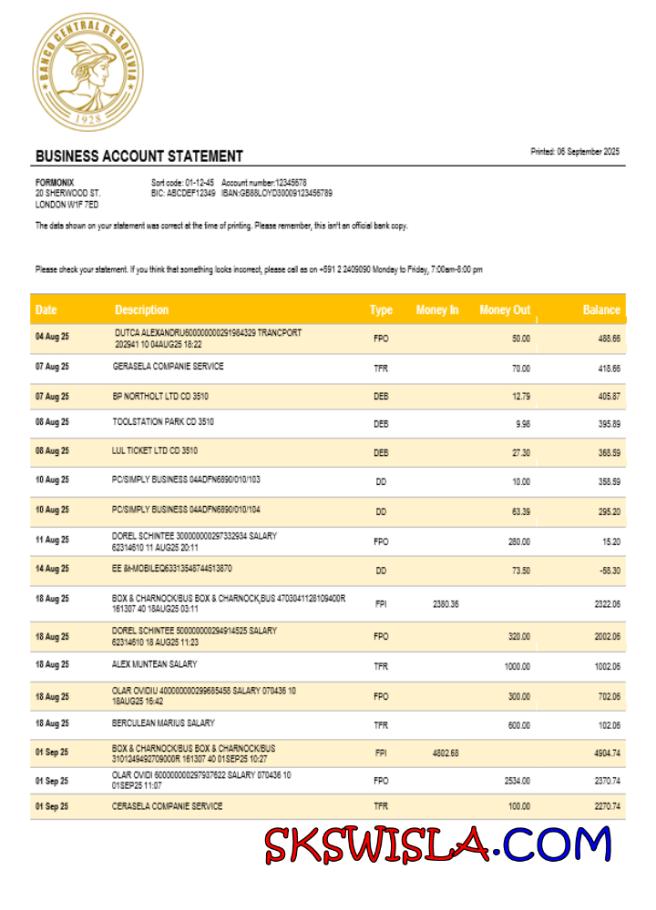 BANCO CENTRAL DE BOLIVIA
1928
BUSINESS ACCOUNT STATEMENT
Printed: 06 September 2025
FORMONIX Sort code: 01-12-45 Account number:12345678
20 SHERWOOD ST. BIC: ABCDEF12349 IBAN:GB88LOYD30009123456789
LONDON W1F 7ED
The data shown on your statement was correct at the time of printing. Please remember, this isn't an official bank copy.
Please check your statement. If you think that something looks incorrect, please call as on +591 2 2409090 Monday to Friday, 7:00am-8:00 pm
Date Description Type Money In Money Out Balance
04 Aug 25 DUTCA ALEXANDRU600000000291984329 TRANCPORT
202941 10 04AUG25 18:22 FPO 50.00 488.66
07 Aug 25 GERASELA COMPANIE SERVICE TFR 70.00 418.66
07 Aug 25 BP NORTHOLT LTD CD 3510 DEB 12.79 405.87
08 Aug 25 TOOLSTATION PARK CD 3510 DEB 9.98 395.89
08 Aug 25 LUL TICKET LTD CD 3510 DEB 27.30 368.59
10 Aug 25 PC/SIMPLY BUSINESS 04ADFN6890/010/103 DD 10.00 358.59
10 Aug 25 PC/SIMPLY BUSINESS 04ADFN6890/010/104 DD 63.39 295.20
11 Aug 25 DOREL SCHINTEE 300000000297332934 SALARY
62314610 11 AUG25 20:11 FPO 280.00 15.20
14 Aug 25 EE &t-MOBILEQ63313548744513870 DD 73.50 -58.30
18 Aug 25 BOX & CHARNOCK/BUS BOX & CHARNOCK,BUS 4703041128109400R
161307 40 18AUG25 03:11 FPI 2380.36 2322.06
18 Aug 25 DOREL SCHINTEE 500000000294914525 SALARY
62314610 18 AUG25 11:23 FPO 320.00 2002.06
18 Aug 25 ALEX MUNTEAN SALARY TFR 1000.00 1002.06
18 Aug 25 OLAR OVIDIU 400000000299685458 SALARY 070436 10
18AUG25 16:42 FPO 300.00 702.06
18 Aug 25 BERCULEAN MARIUS SALARY TFR 600.00 102.06
01 Sep 25 BOX & CHARNOCK/BUS BOX & CHARNOCK/BUS
3101249492709000R 161307 40 01SEP25 10:27 FPI 4802.68 4904.74
01 Sep 25 OLAR OVIDI 600000000297937622 SALARY 070436 10
01SEP25 11:07 FPO 2534.00 2370.74
01 Sep 25 CERASELA COMPANIE SERVICE TFR 100.00 2270.74
SKSWISLA.COM